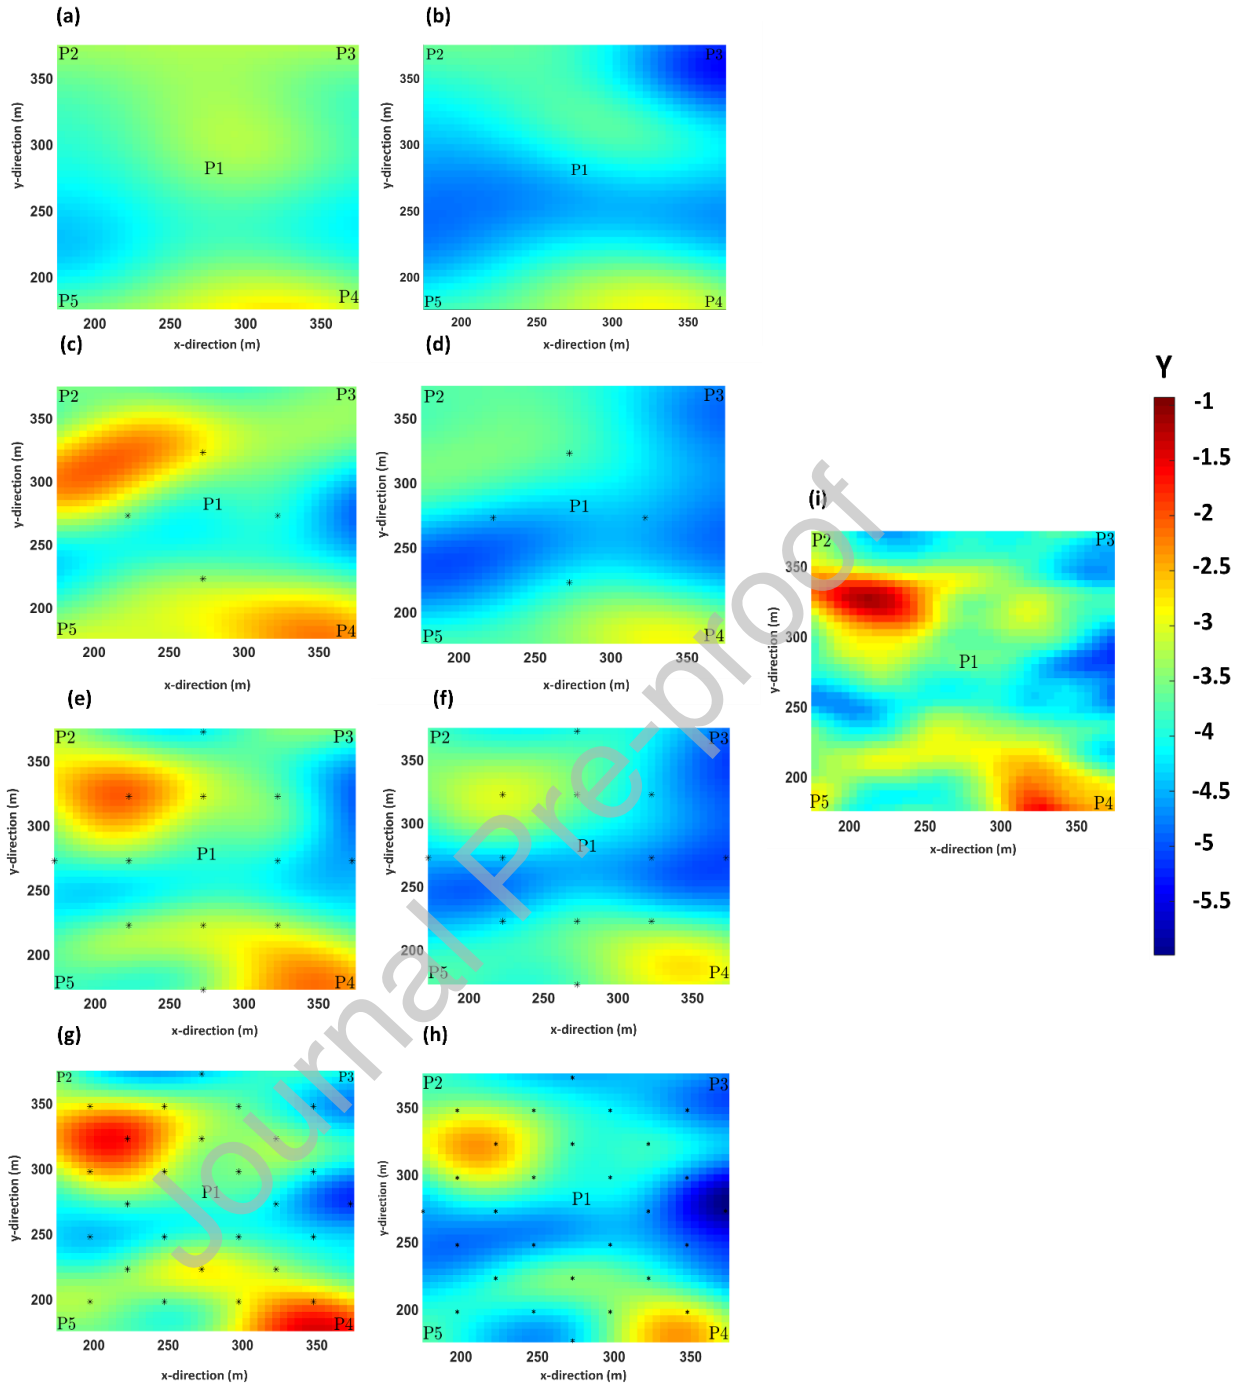 (a) (b)
P2 P3 P2 P3
350 350
300 300
P1 P1
250 250
200 200
P5 P4 P5 P4
y-direction (m) y-direction (m)
200 250 300 350 200 250 300 350
x-direction (m) x-direction (m)
(c) (d)
P2 P3 P2 P3
350 350
300 300
P1 P1
250 250
200 200
P5 P4 P5 P4
y-direction (m) y-direction (m)
200 250 300 350 200 250 300 350
x-direction (m) x-direction (m)
(e) (f)
P2 P3 P2 P3
350 350
300 300
P1 P1
250 250
200 200
P5 P4 P5 P4
y-direction (m) y-direction (m)
200 250 300 350 200 250 300 350
x-direction (m) x-direction (m)
(g) (h)
P2 P3 P2 P3
350 350
300 300
P1 P1
250 250
200 200
P5 P4 P5 P4
y-direction (m) y-direction (m)
200 250 300 350 200 250 300 350
x-direction (m) x-direction (m)
(i)
P2 P3
350
300
P1
250
200
P5 P4
y-direction (m)
200 250 300 350
x-direction (m)
Y
-1
-1.5
-2
-2.5
-3
-3.5
-4
-4.5
-5
-5.5
Journal Pre-proof